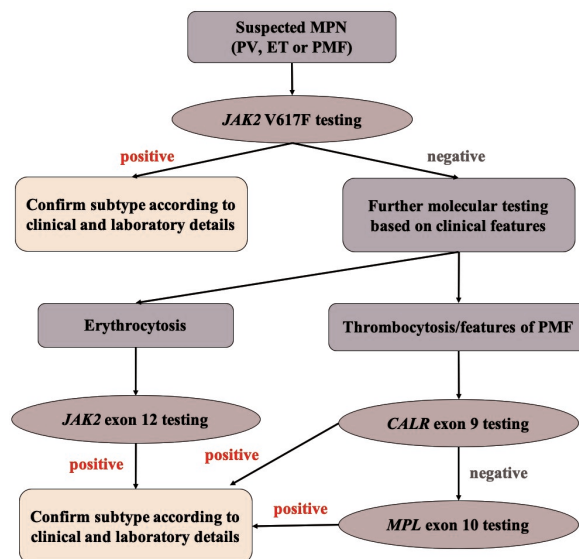 Suspected MPN
(PV, ET or PMF)
JAK2 V617F testing
positive
negative
Confirm subtype according to
clinical and laboratory details
Further molecular testing
based on clinical features
Erythrocytosis
Thrombocytosis/features of PMF
JAK2 exon 12 testing
CALR exon 9 testing
positive
positive
negative
Confirm subtype according to
clinical and laboratory details
positive
MPL exon 10 testing